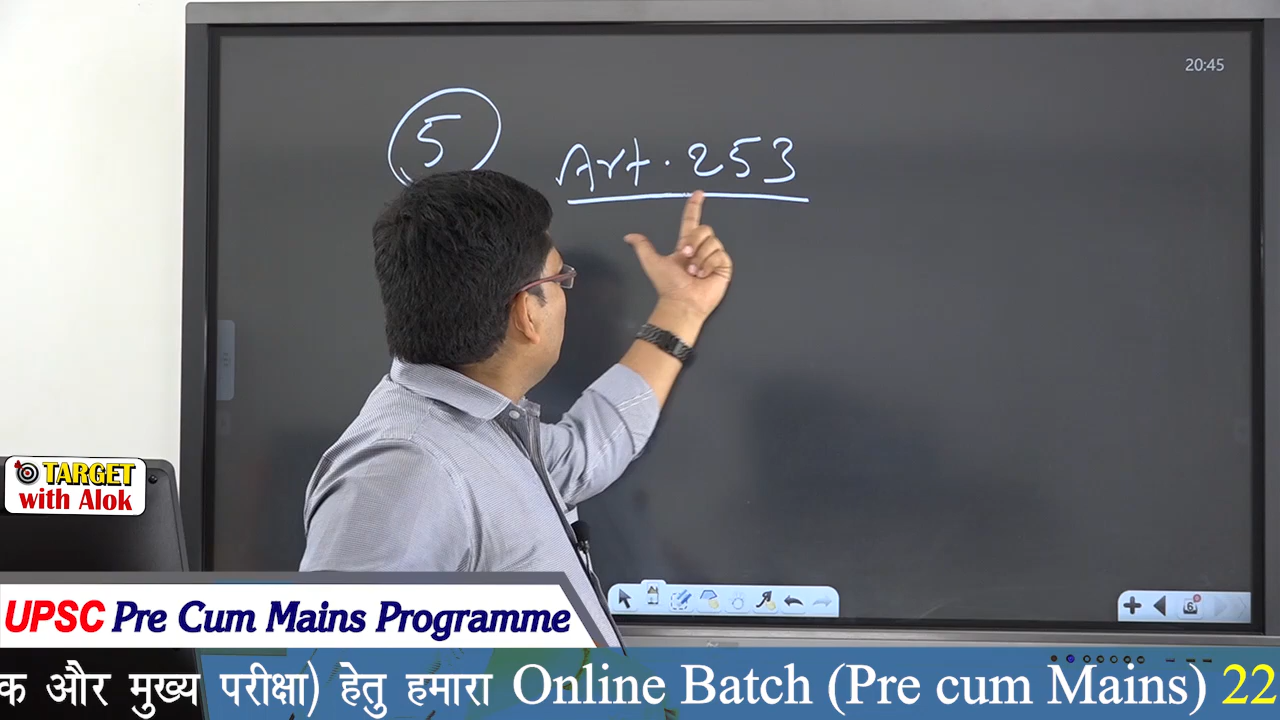 20:45
5
Art. 253
TARGET
with Alok
UPSC Pre Cum Mains Programme
क और मुख्य परीक्षा) हेतु हमारा Online Batch (Pre cum Mains) 22